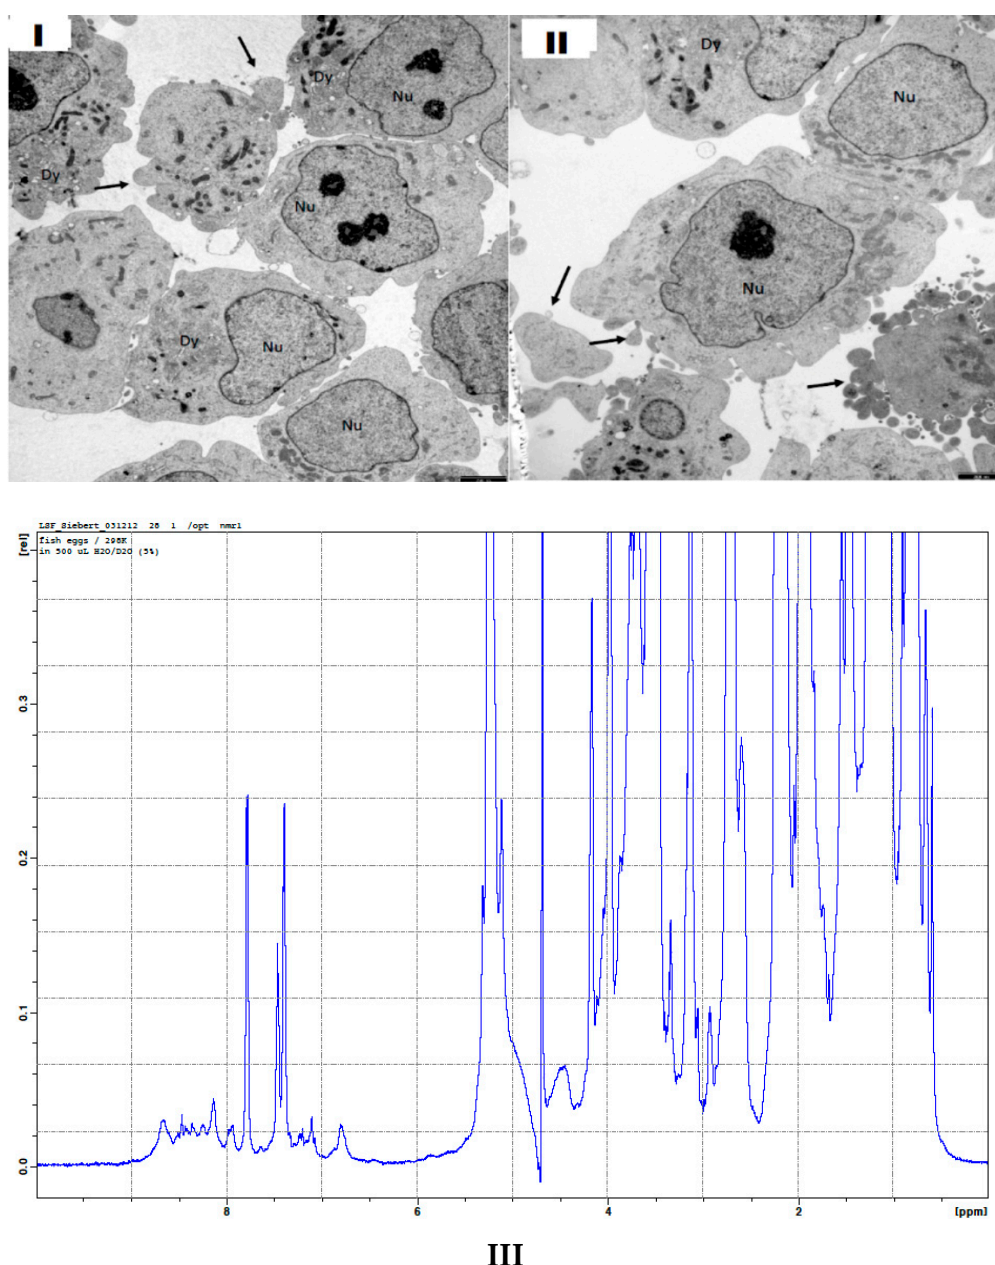 I
II
Dy
Dy
Nu
Nu
Nu
Dy
Nu
Dy
Nu
Nu
LSF_Siebert_031212 28 1 /opt nmr1
fish eggs / 298K
in 500 uL H2O/D2O (5%)
[rel]
0.3
0.2
0.1
0.0
8
6
4
2
[ppm]
III